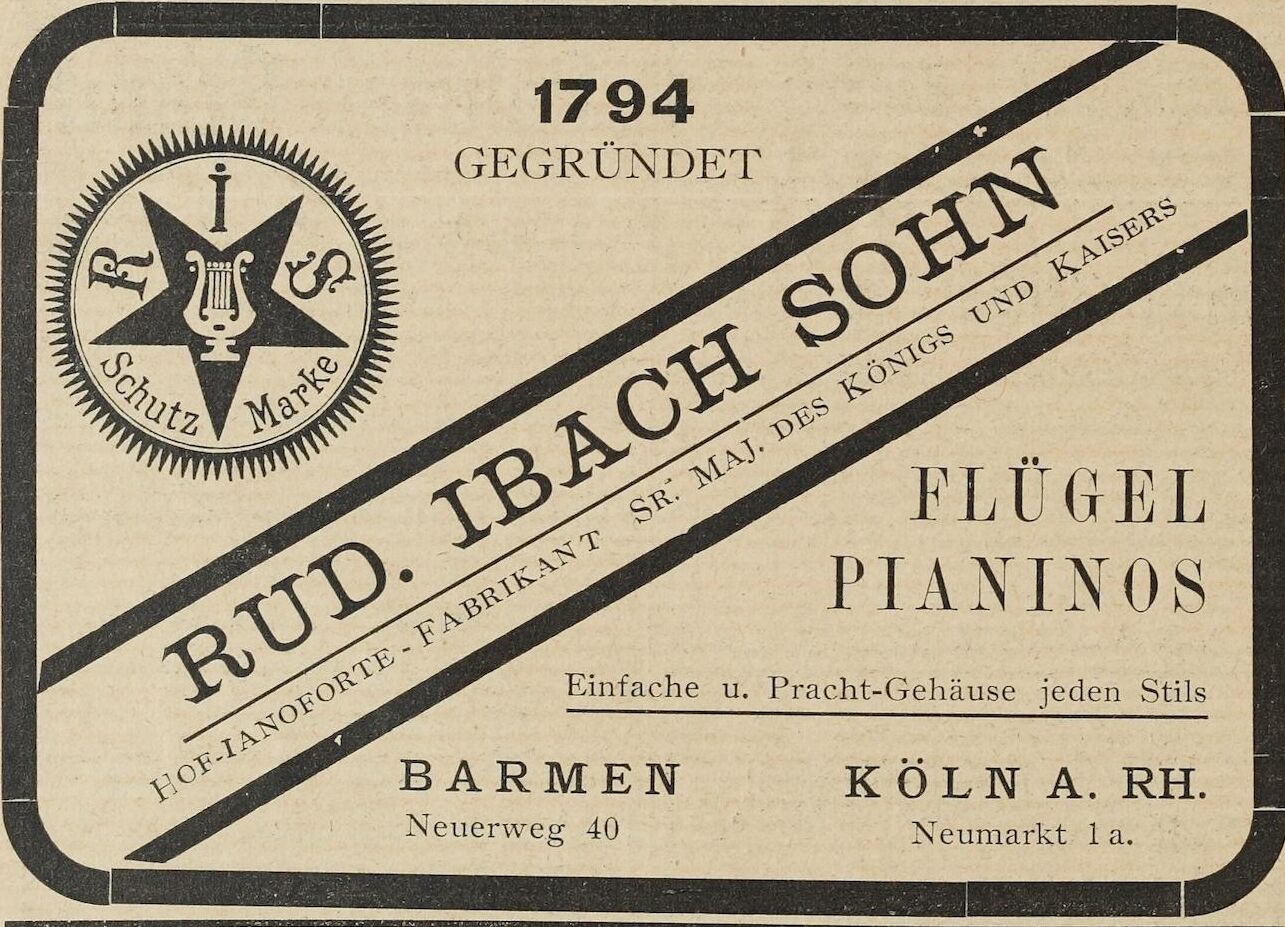 1794
GEGRÜNDET
R i S
Schutz Marke
RUD. IBACH SOHN
HOF-IANOFORTE-FABRIKANT SR. MAJ. DES KÖNIGS UND KAISERS
FLÜGEL
PIANINOS
Einfache u. Pracht-Gehäuse jeden Stils
BARMEN
Neuerweg 40
KÖLN A. RH.
Neumarkt 1a.